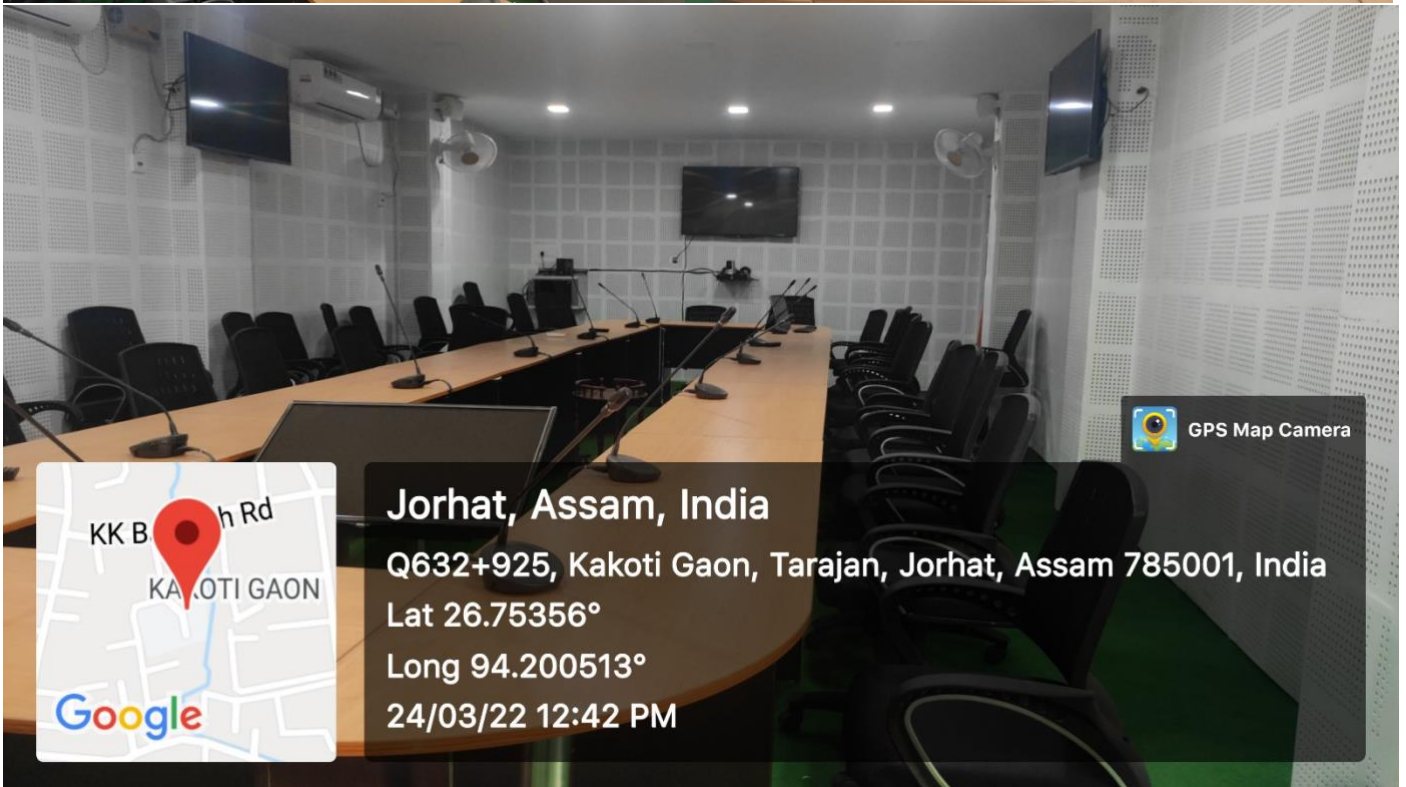 GPS Map Camera
KK B
h Rd
KAKOTI GAON
Google
Jorhat, Assam, India
Q632+925, Kakoti Gaon, Tarajan, Jorhat, Assam 785001, India
Lat 26.75356°
Long 94.200513°
24/03/22 12:42 PM